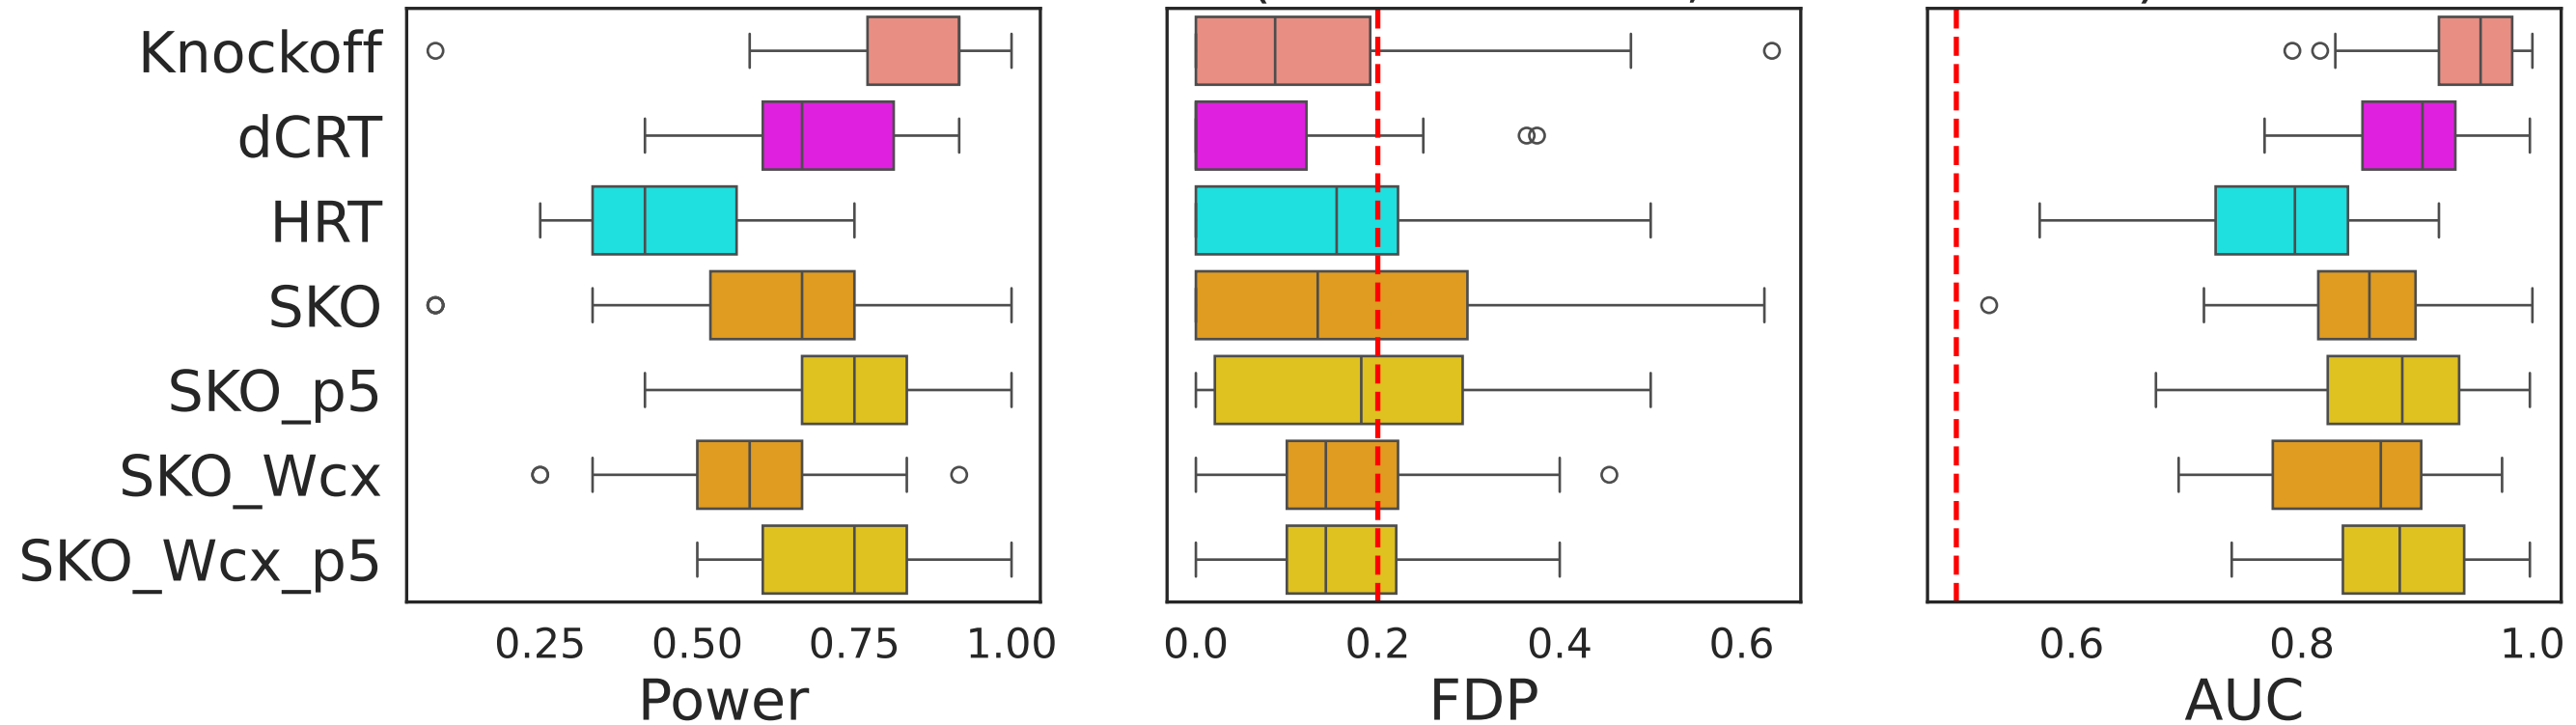 Knockoff
dCRT
HRT
SKO
SKO_p5
SKO_Wcx
SKO_Wcx_p5
0.25 0.50 0.75 1.00
Power
0.0 0.2 0.4 0.6
FDP
0.6 0.8 1.0
AUC